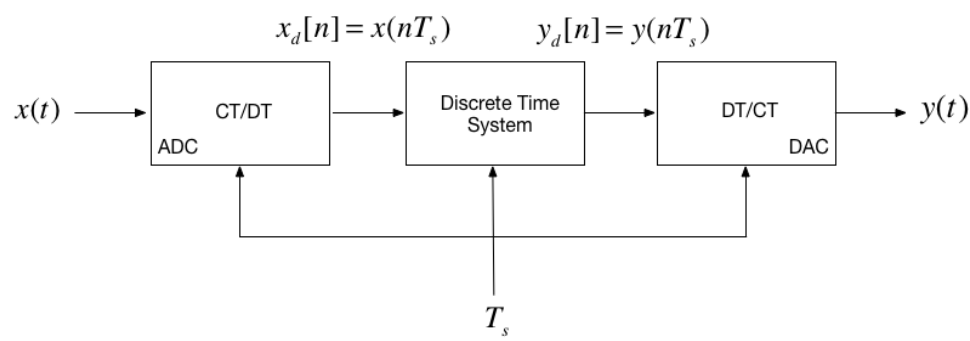 x_d[n] = x(nT_s)
y_d[n] = y(nT_s)
x(t)
CT/DT
ADC
Discrete Time
System
DT/CT
DAC
y(t)
T_s